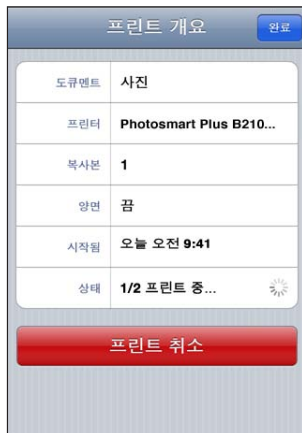 프린트 개요
완료
도큐멘트 사진
프린터 Photosmart Plus B210...
복사본 1
양면 끔
시작됨 오늘 오전 9:41
상태 1/2 프린트 중...
프린트 취소